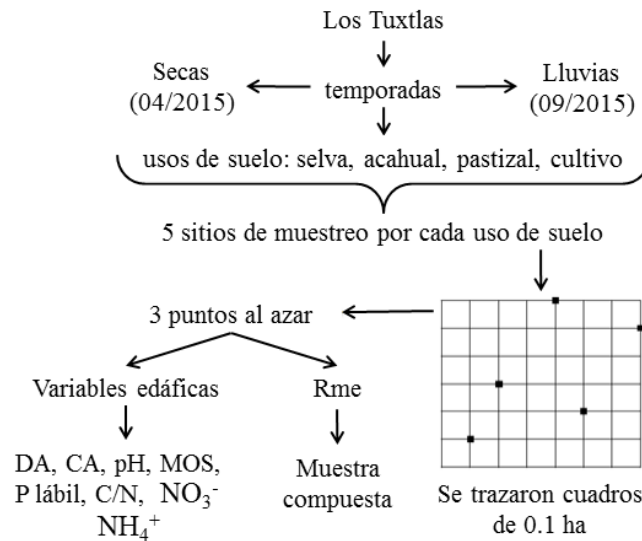 Los Tuxtlas
Secas
(04/2015)
temporadas
Lluvias
(09/2015)
usos de suelo: selva, acahual, pastizal, cultivo
5 sitios de muestreo por cada uso de suelo
3 puntos al azar
Variables edáficas
Rme
DA, CA, pH, MOS,
P lábil, C/N, NO₃⁻
NH₄⁺
Muestra
compuesta
Se trazaron cuadros
de 0.1 ha